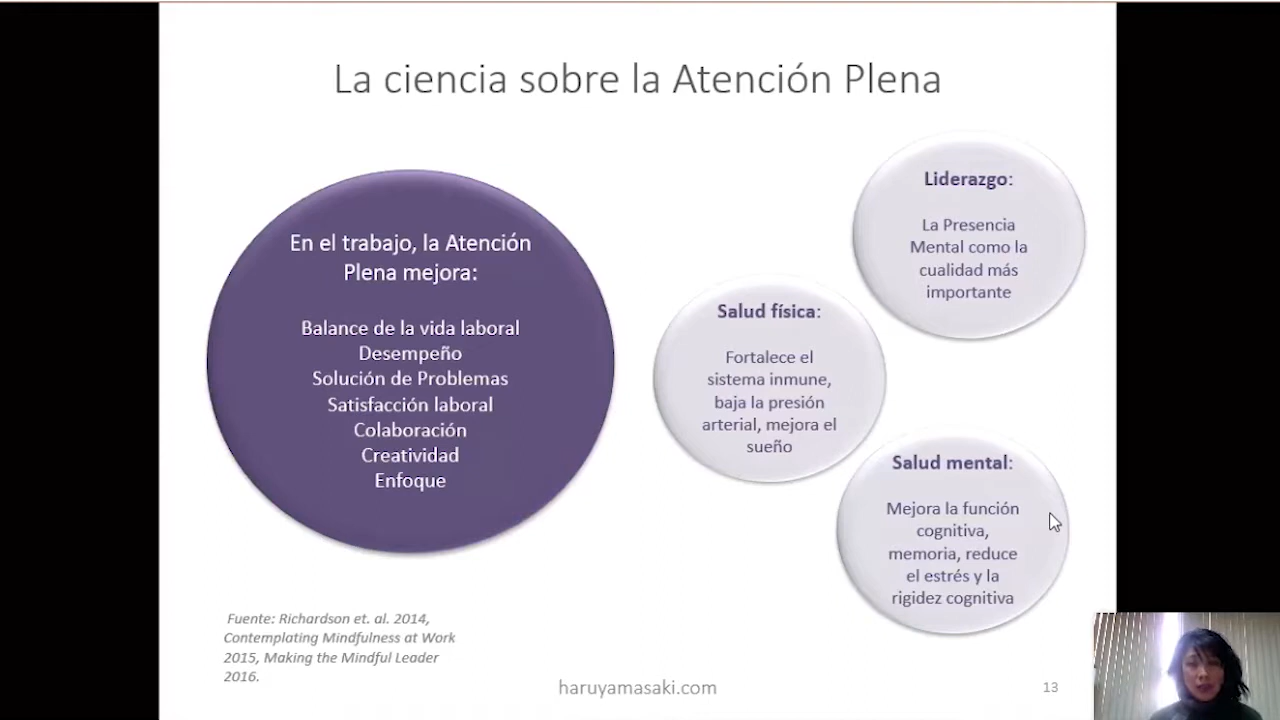 La ciencia sobre la Atención Plena
En el trabajo, la Atención
Plena mejora:
Balance de la vida laboral
Desempeño
Solución de Problemas
Satisfacción laboral
Colaboración
Creatividad
Enfoque
Liderazgo:
La Presencia
Mental como la
cualidad más
importante
Salud física:
Fortalece el
sistema inmune,
baja la presión
arterial, mejora el
sueño
Salud mental:
Mejora la función
cognitiva,
memoria, reduce
el estrés y la
rigidez cognitiva
Fuente: Richardson et. al. 2014,
Contemplating Mindfulness at Work
2015, Making the Mindful Leader
2016.
haruyamasaki.com
13